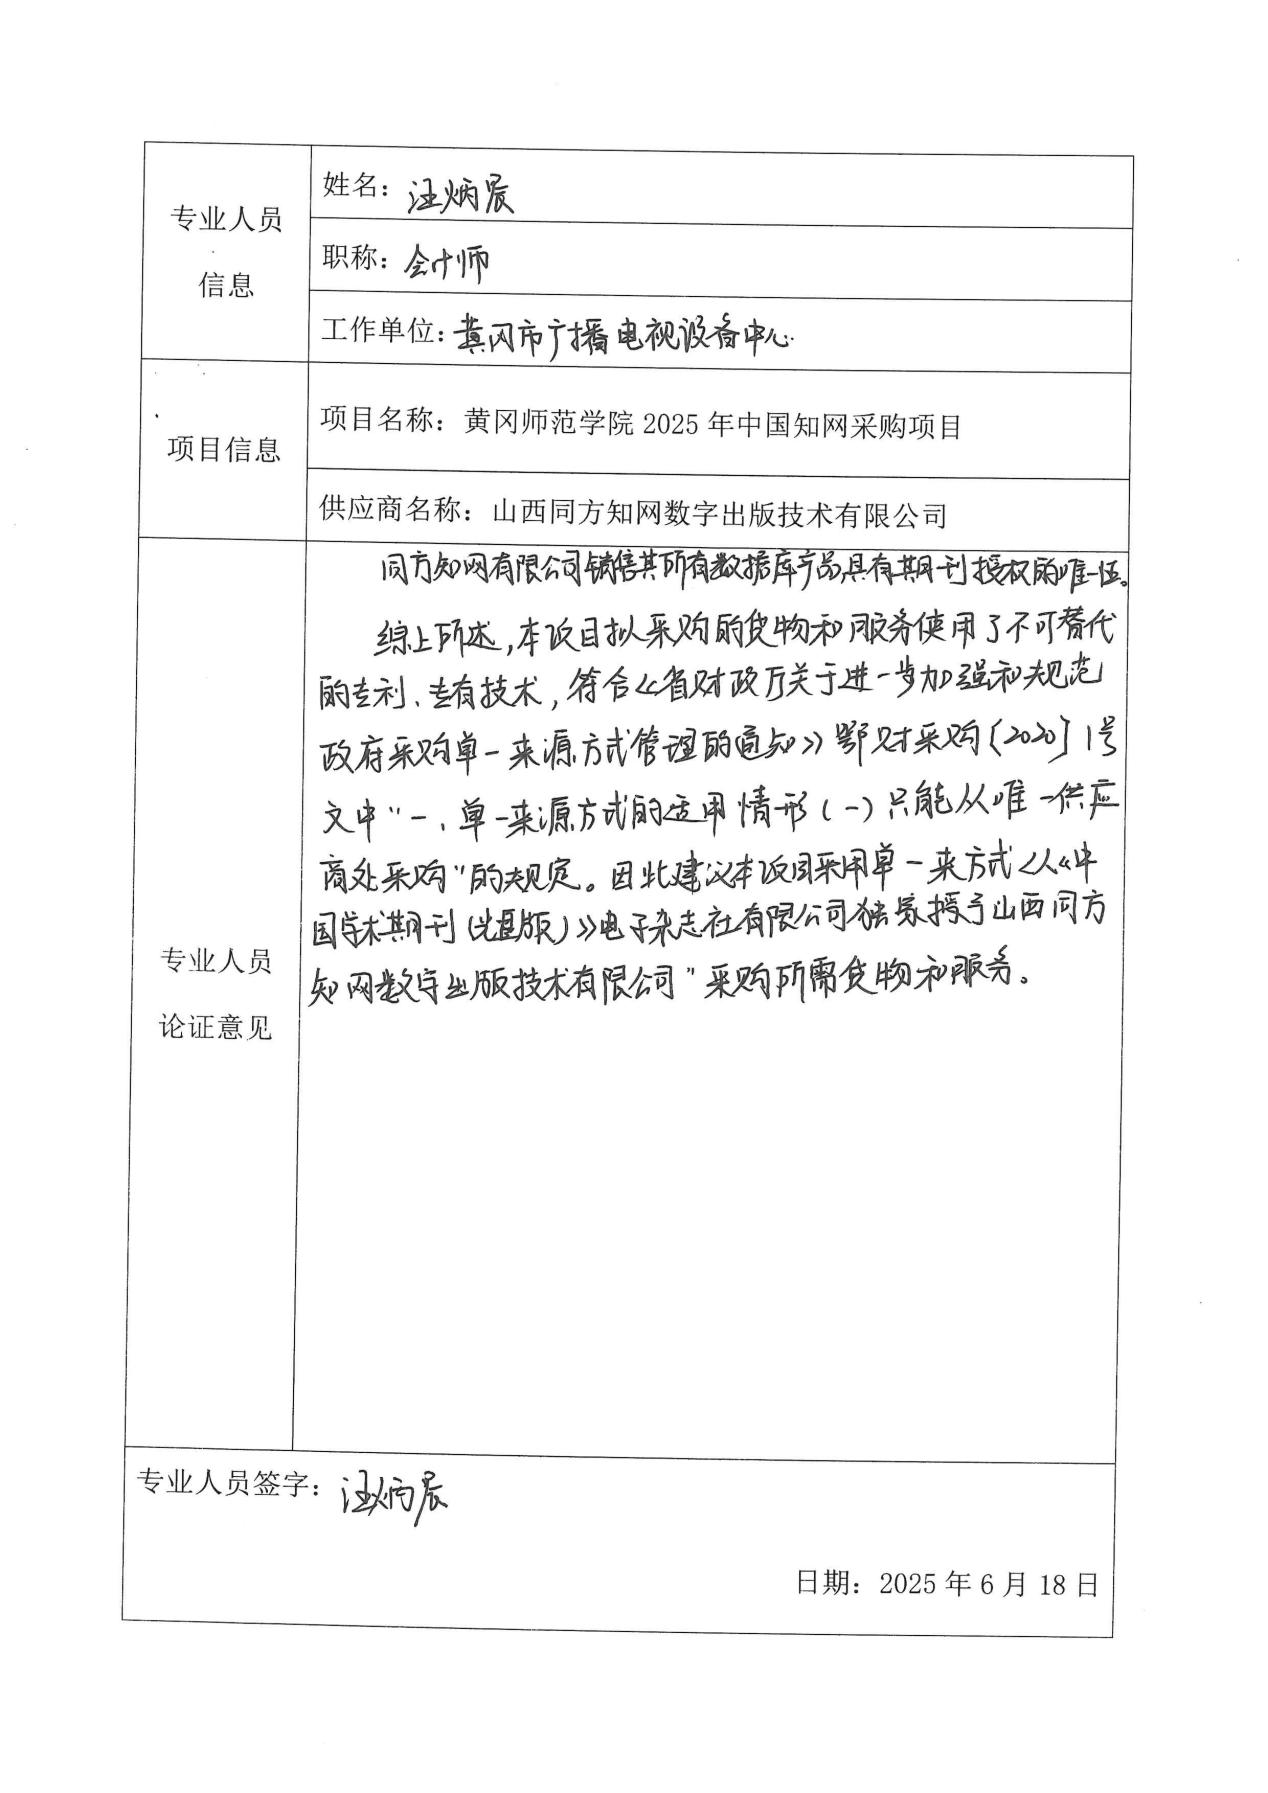 专业人员
信息
姓名：汪炳辰
职称：会计师
工作单位：黄冈市广播电视设备中心
项目信息
项目名称：黄冈师范学院 2025 年中国知网采购项目
供应商名称：山西同方知网数字出版技术有限公司
专业人员
论证意见
同方知网有限公司销售其所有数据库产品具有期刊授权的唯一性。
综上所述,本项目拟采购的货物和服务使用了不可替代
的专利、专有技术,符合《省财政厅关于进一步加强和规范
政府采购单一来源方式管理的通知》鄂财采购〔2020〕1号
文中"一、单一来源方式的适用情形(一)只能从唯一供应
商处采购"的规定。因此建议本项目采用单一来方式〈从《中
国学术期刊(光盘版)》电子杂志社有限公司独家授予山西同方
知网数字出版技术有限公司"采购所需货物和服务。
专业人员签字：汪炳辰
日期：2025 年 6 月 18 日